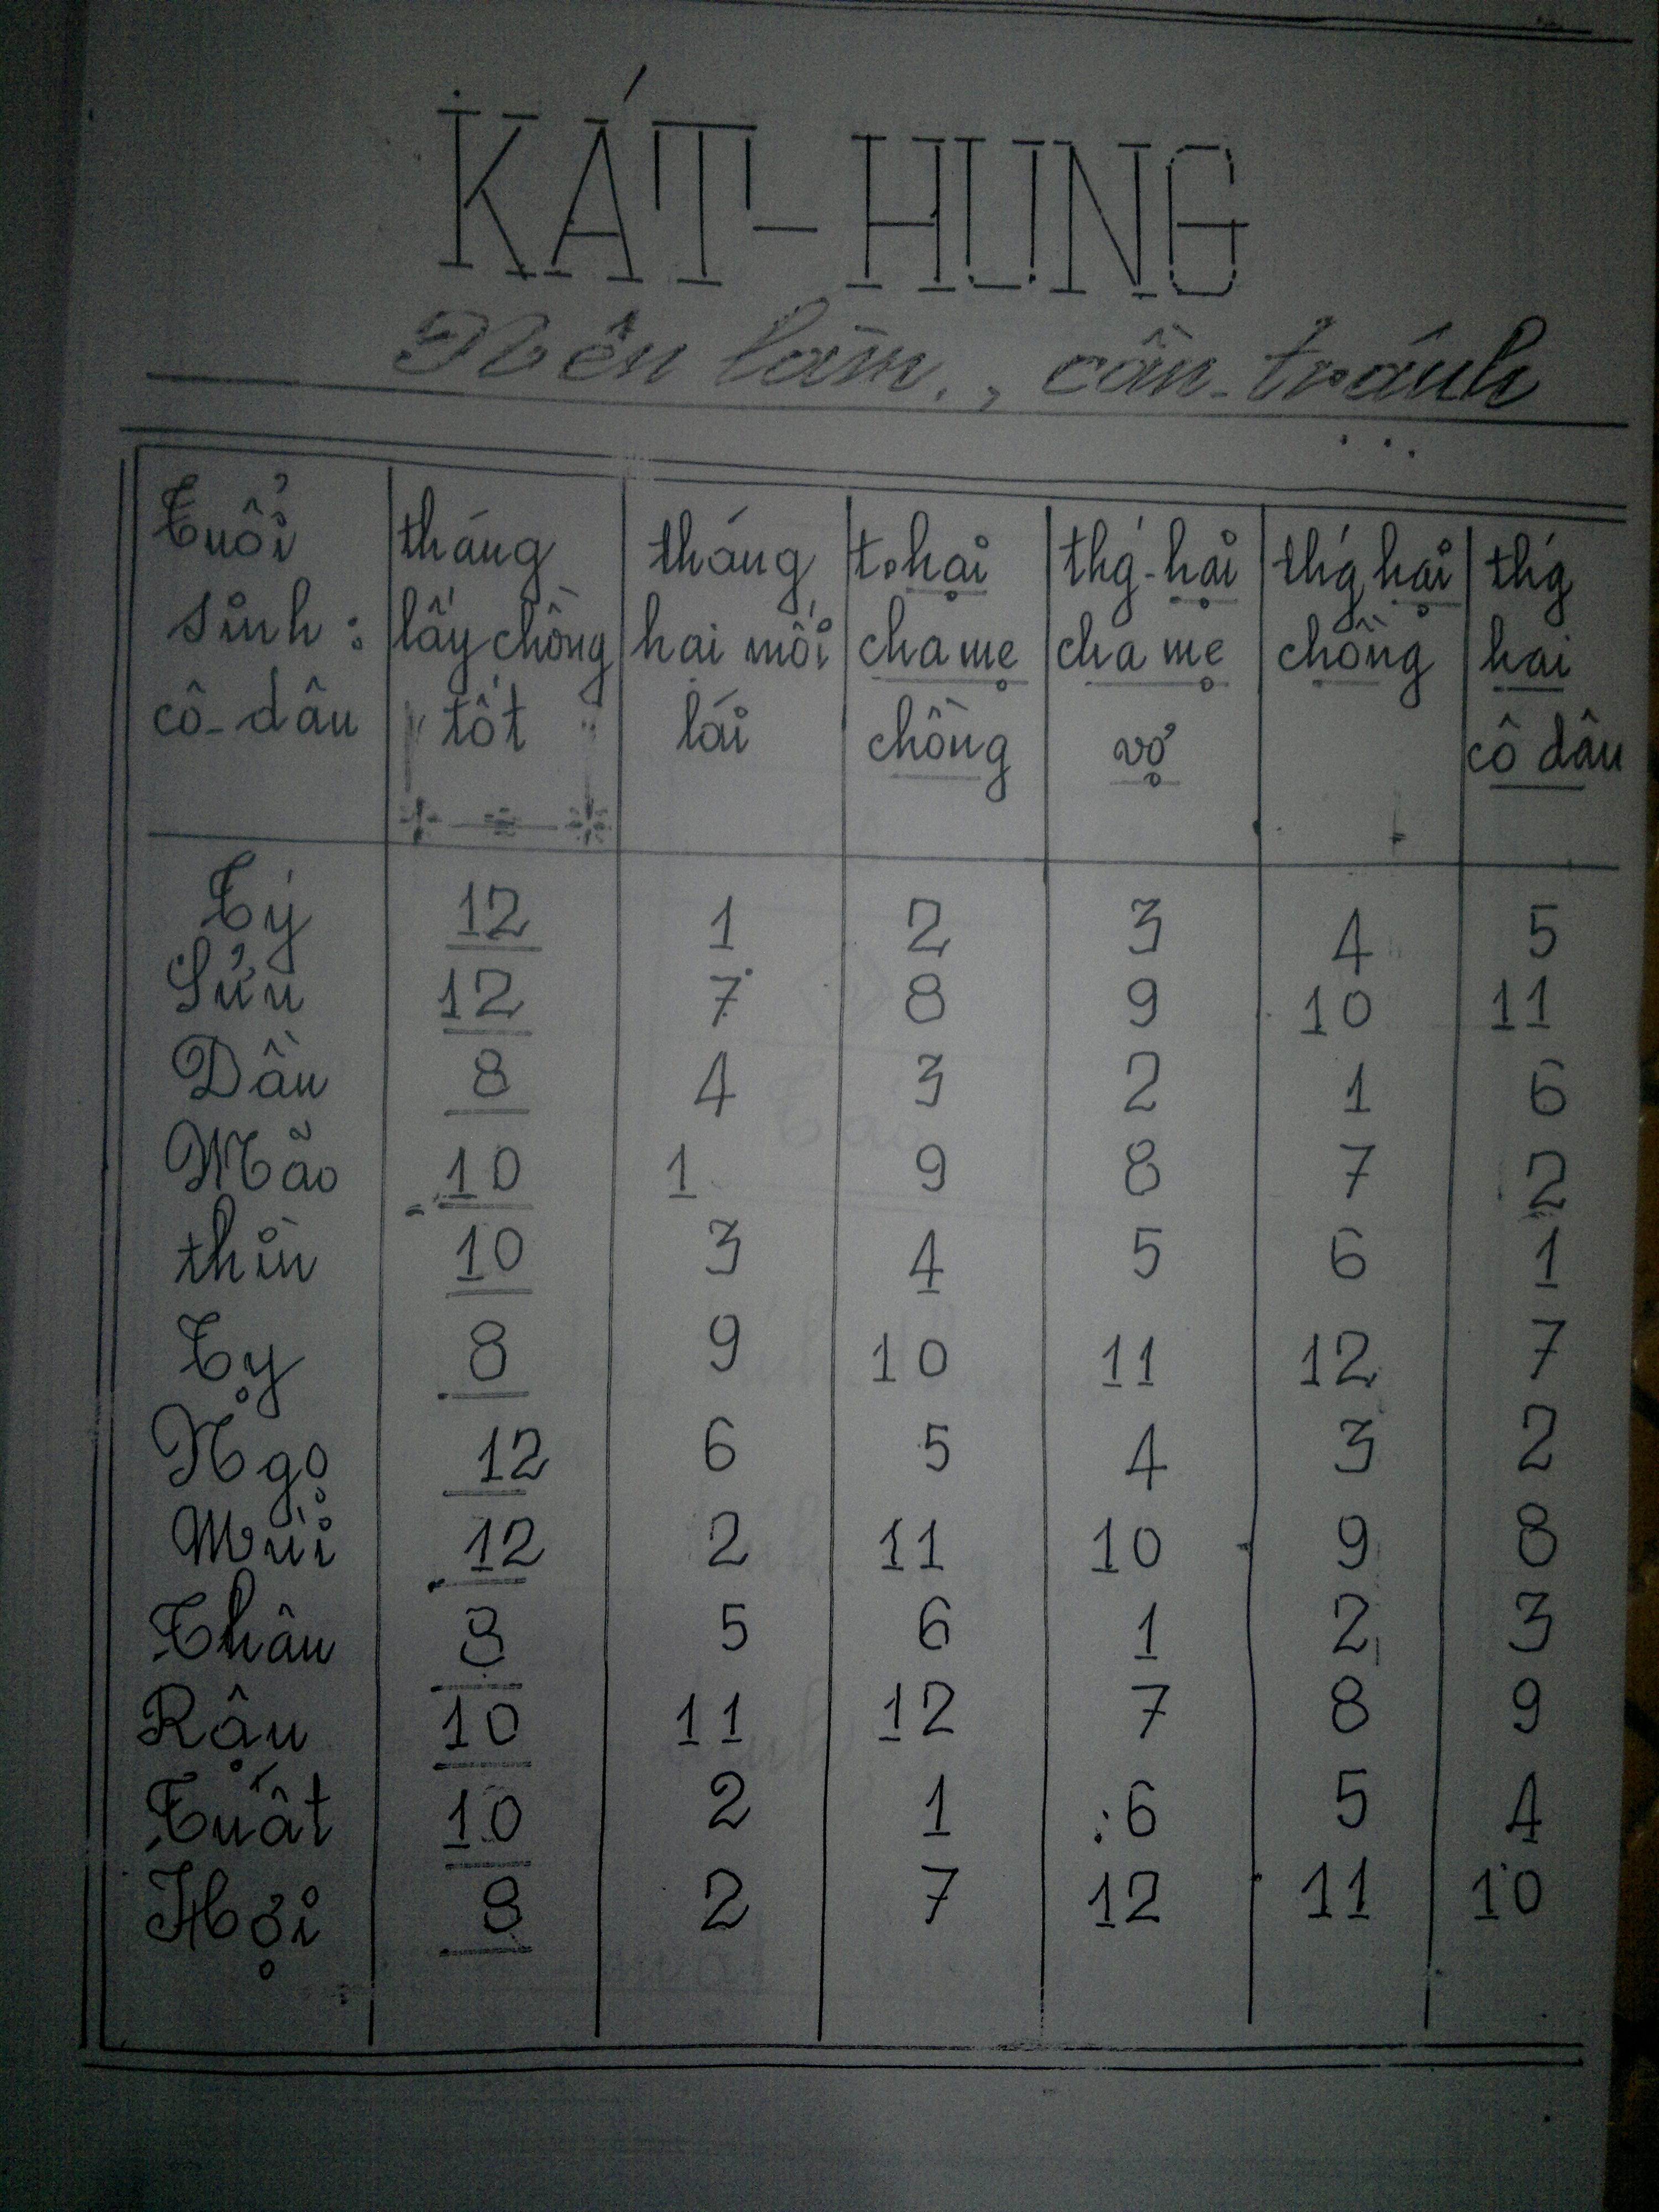 KÁT-HUNG
Nên làm., cần-tránh
Tuổi sinh: cô-dâu | tháng lấy chồng tốt | tháng hai mối lái | t.hại cha mẹ chồng | thg-hại cha mẹ vợ | thg hại chồng | thg hại cô dâu
Tý 12 1 2 3 4 5
Sửu 12 7 8 9 10 11
Dần 8 4 3 2 1 6
Mão 10 1 9 8 7 2
thìn 10 3 4 5 6 1
Tỵ 8 9 10 11 12 7
Ngọ 12 6 5 4 3 2
Mùi 12 2 11 10 9 8
Thân 8 5 6 1 2 3
Rậu 10 11 12 7 8 9
Tuất 10 2 1 6 5 4
Hợi 8 2 7 12 11 10